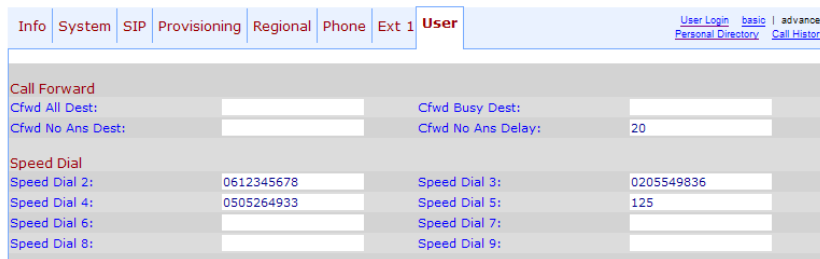 Info System SIP Provisioning Regional Phone Ext 1 User User Login basic | advance
Personal Directory Call Histor
Call Forward
Cfwd All Dest: Cfwd Busy Dest:
Cfwd No Ans Dest: Cfwd No Ans Delay: 20
Speed Dial
Speed Dial 2: 0612345678 Speed Dial 3: 0205549836
Speed Dial 4: 0505264933 Speed Dial 5: 125
Speed Dial 6: Speed Dial 7:
Speed Dial 8: Speed Dial 9: